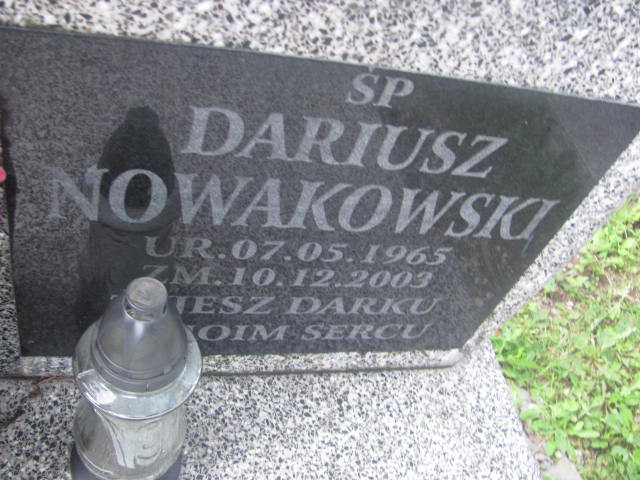 SP
DARIUSZ
NOWAKOWSKI
UR.07.05.1965
ZM.10.12.2003
DARKU
SERCU